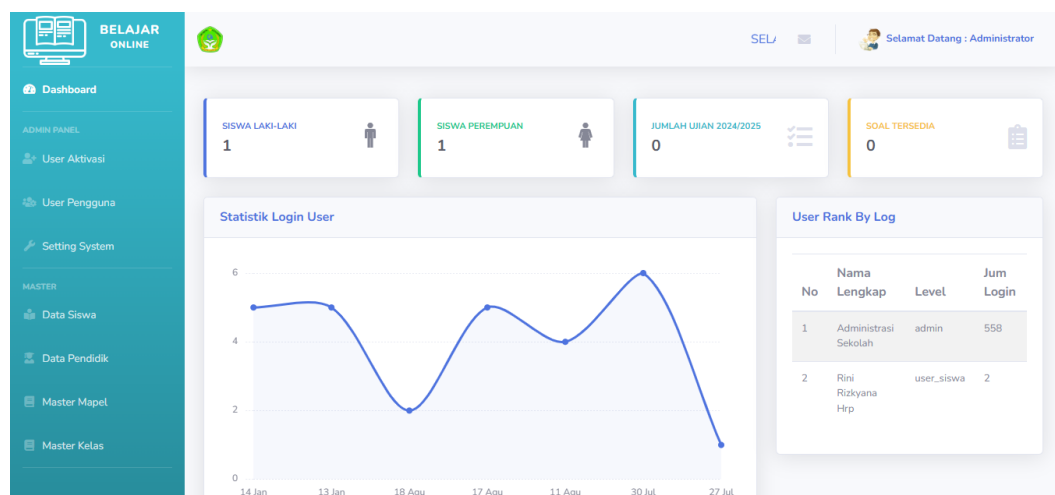 BELAJAR
ONLINE
SELA
Selamat Datang : Administrator
Dashboard
ADMIN PANEL
User Aktivasi
User Pengguna
Setting System
MASTER
Data Siswa
Data Pendidik
Master Mapel
Master Kelas
SISWA LAKI-LAKI
1
SISWA PEREMPUAN
1
JUMLAH UJIAN 2024/2025
0
SOAL TERSEDIA
0
Statistik Login User
6
4
2
0
14 Jan 13 Jan 18 Agu 17 Agu 11 Agu 30 Jul 27 Jul
User Rank By Log
No Nama Lengkap Level Jum Login
1 Administrasi Sekolah admin 558
2 Rini Rizkyana Hrp user_siswa 2